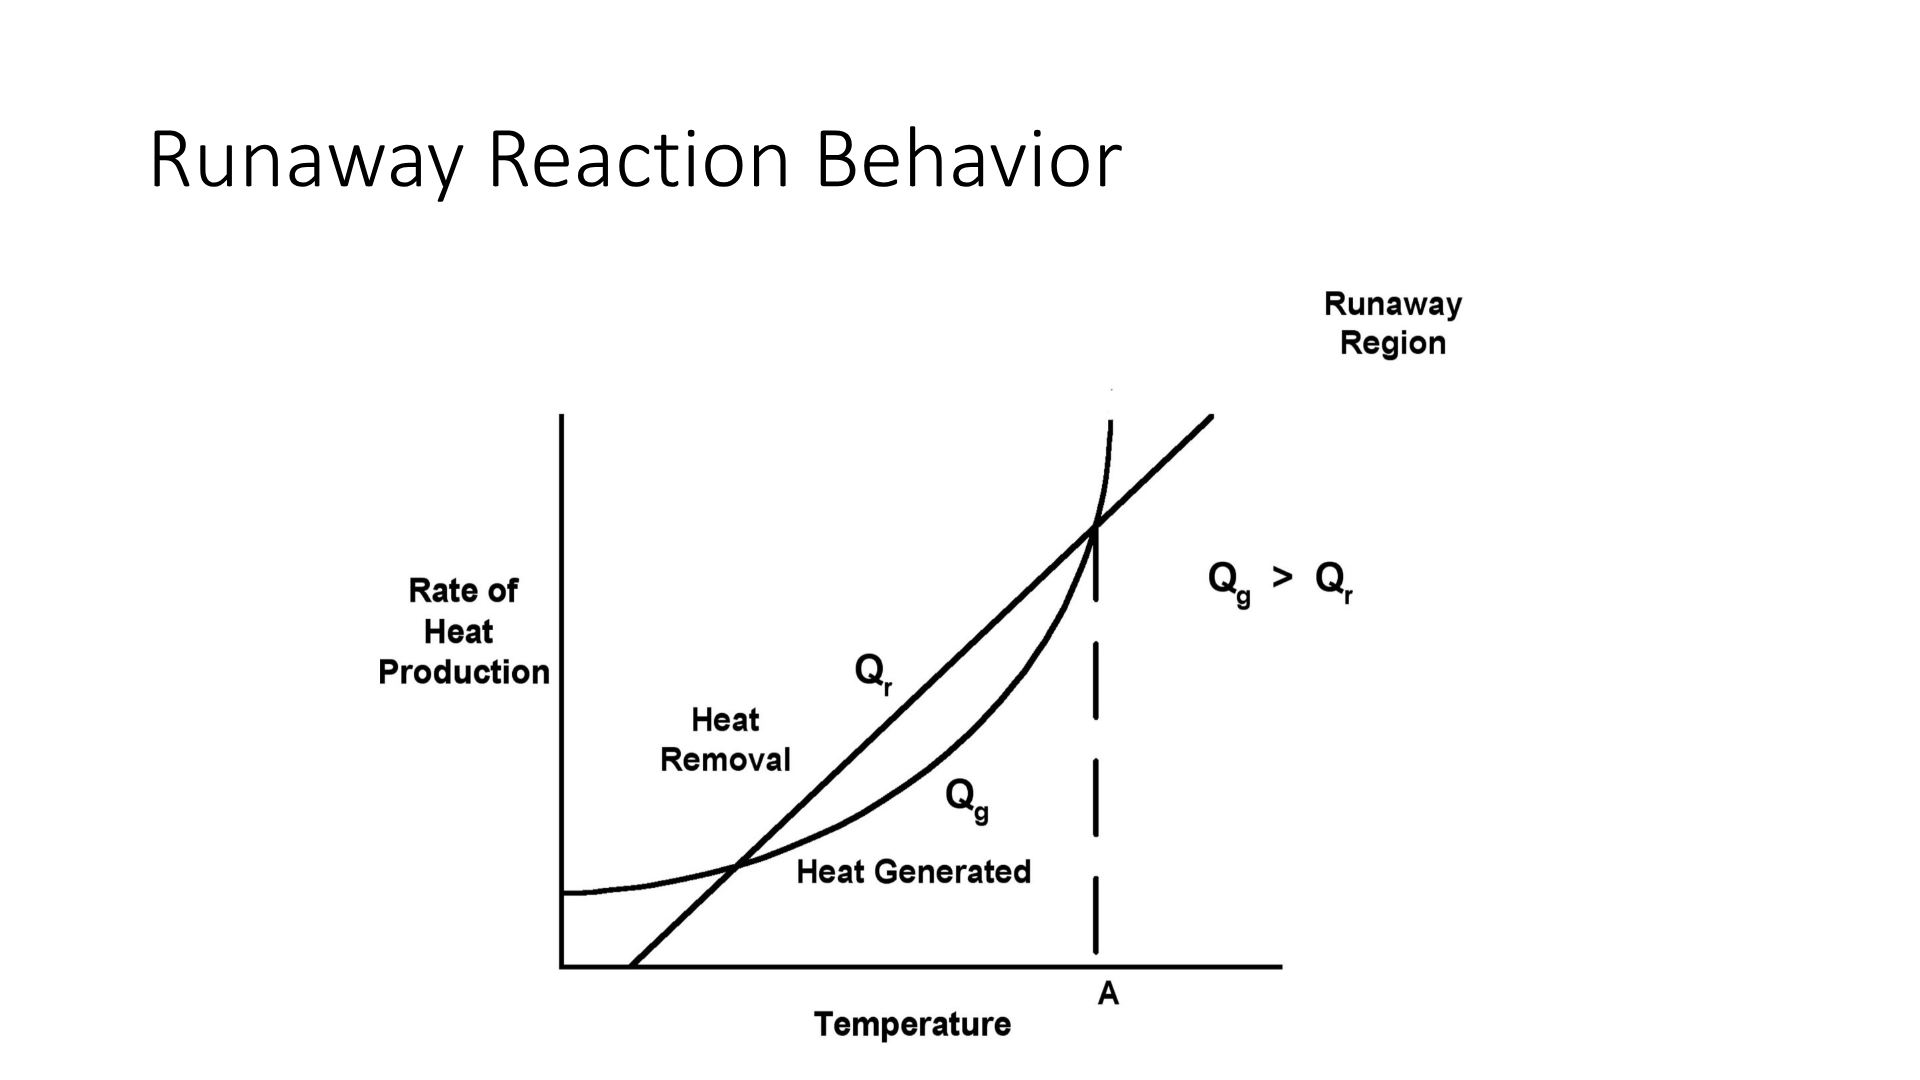 Runaway Reaction Behavior
Runaway
Region
Rate of
Heat
Production
Qg > Qr
Qr
Heat
Removal
Qg
Heat Generated
A
Temperature